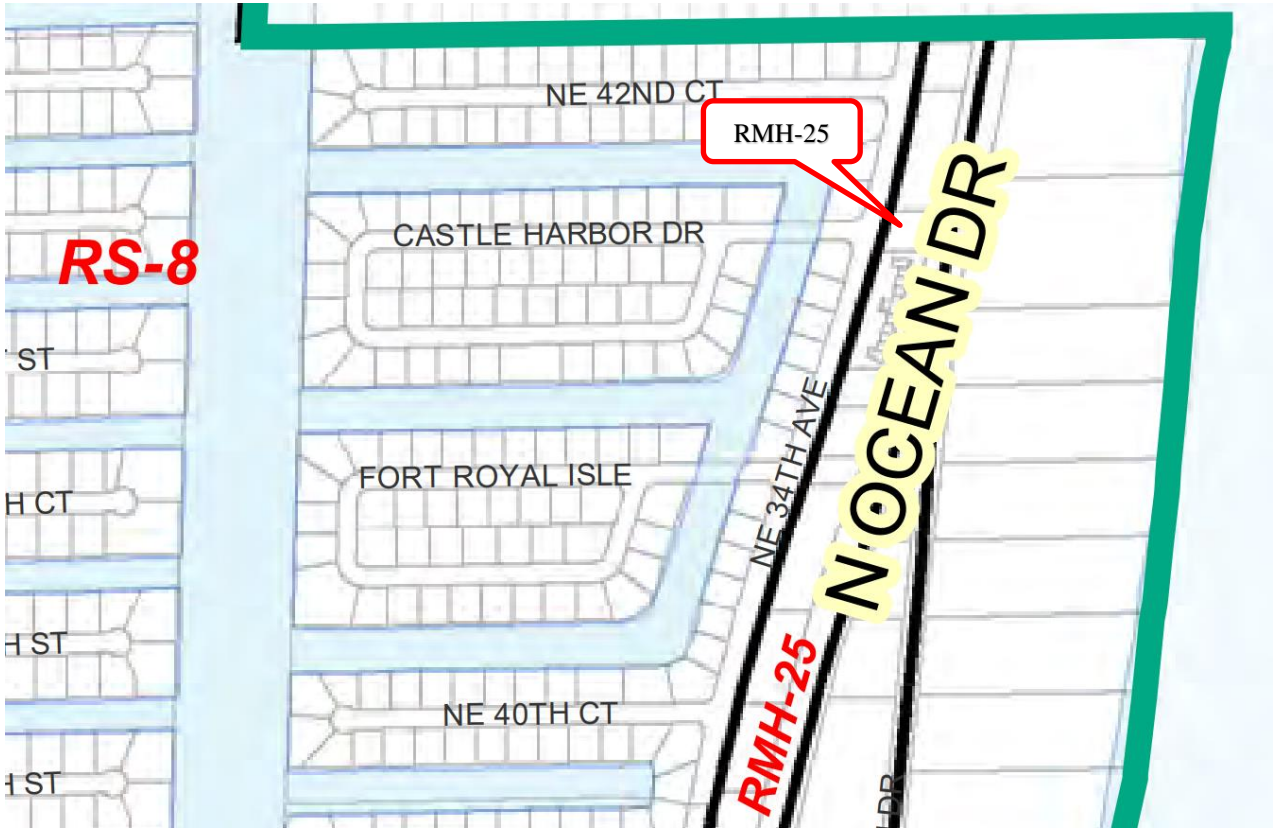 NE 42ND CT
RMH-25
N OCEAN DR
CASTLE HARBOR DR
RS-8
ST
NE 34TH AVE
FORT ROYAL ISLE
H CT
H ST
RMH-25
NE 40TH CT
H ST
DR